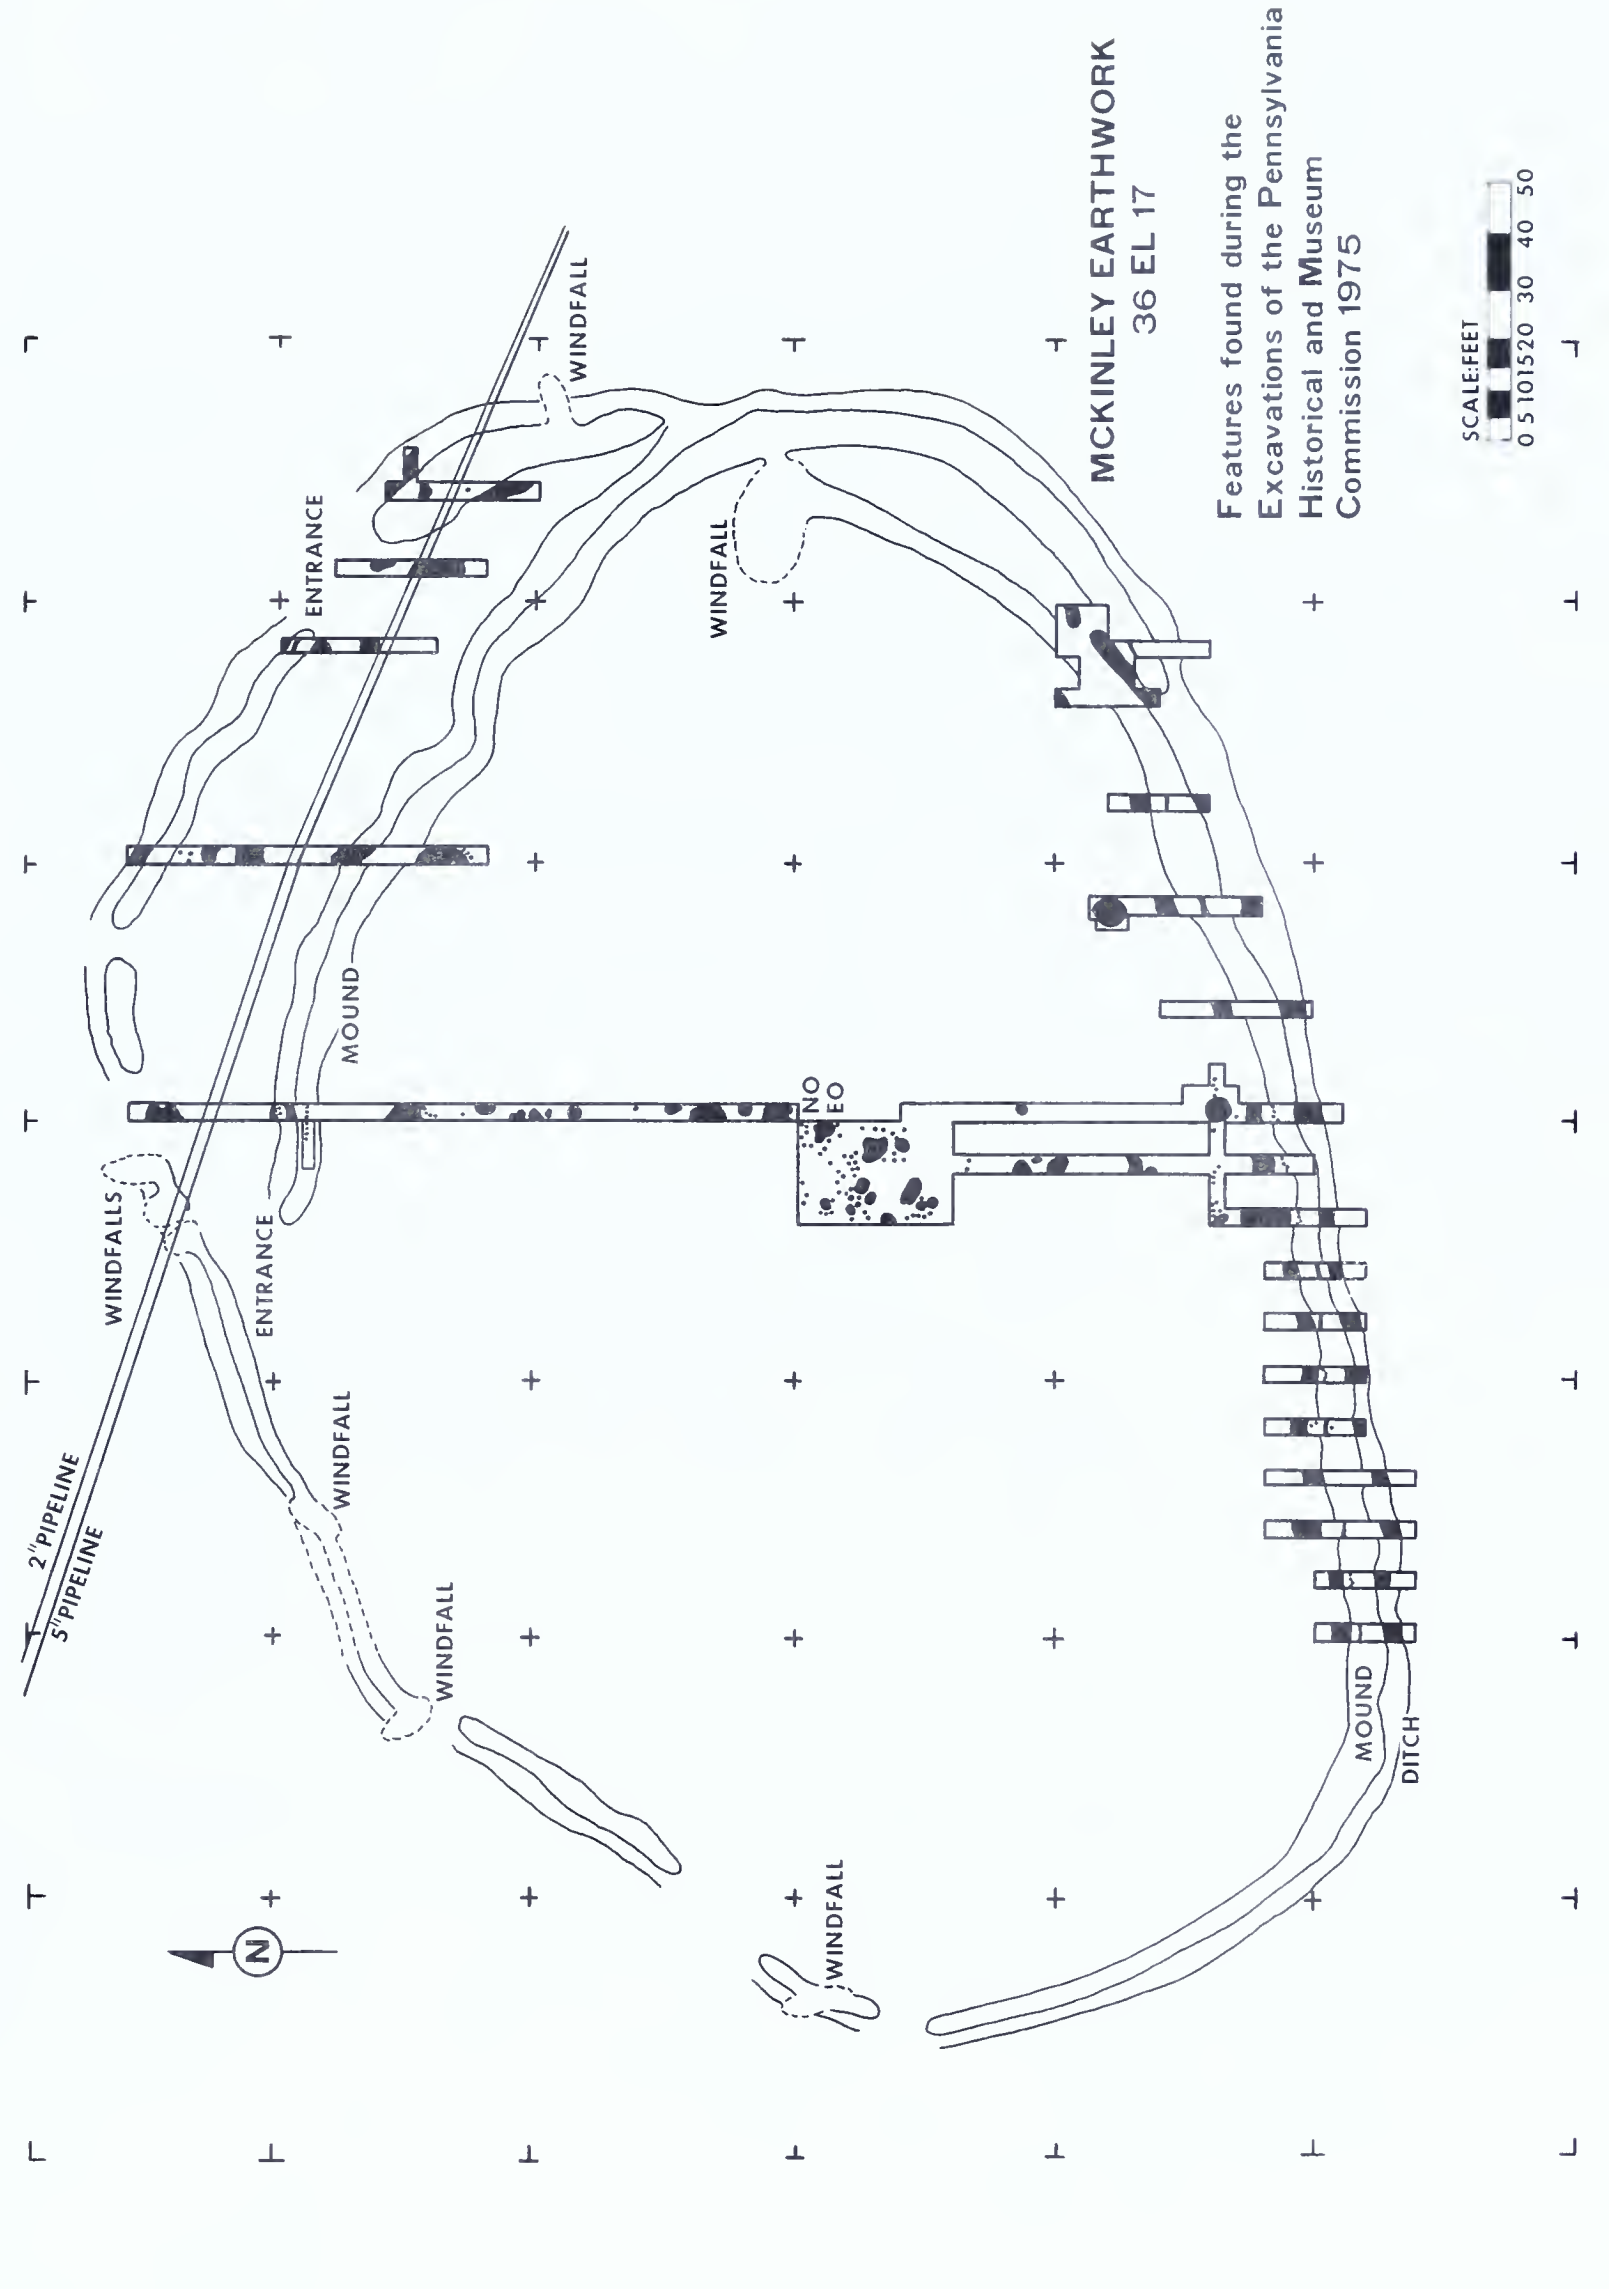 MCKINLEY EARTHWORK
36 EL 17
Features found during the
Excavations of the Pennsylvania
Historical and Museum
Commission 1975
SCALE:FEET
0 5 10 15 20 30 40 50
2" PIPELINE
5" PIPELINE
WINDFALLS
ENTRANCE
WINDFALL
WINDFALL
N
WINDFALL
MOUND
ENTRANCE
WINDFALL
WINDFALL
NO
EO
MOUND
DITCH